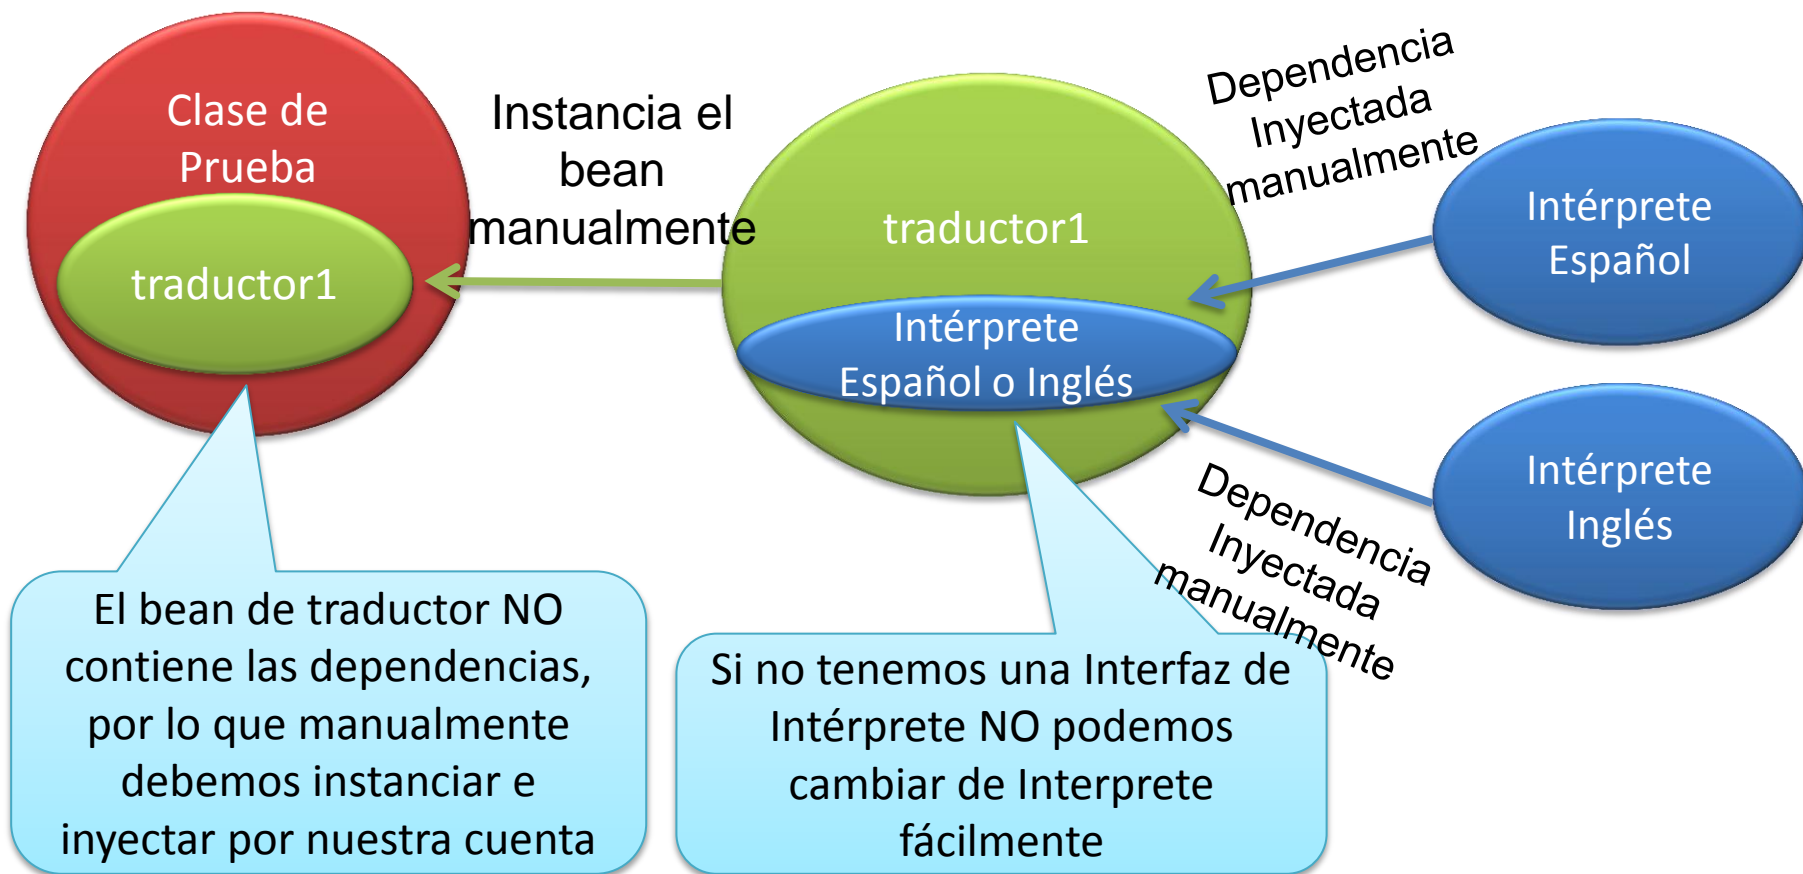 Clase de
Prueba
traductor1
Instancia el
bean
manualmente
traductor1
Intérprete
Español o Inglés
Dependencia
Inyectada
manualmente
Intérprete
Español
Dependencia
Inyectada
manualmente
Intérprete
Inglés
El bean de traductor NO
contiene las dependencias,
por lo que manualmente
debemos instanciar e
inyectar por nuestra cuenta
Si no tenemos una Interfaz de
Intérprete NO podemos
cambiar de Interprete
fácilmente